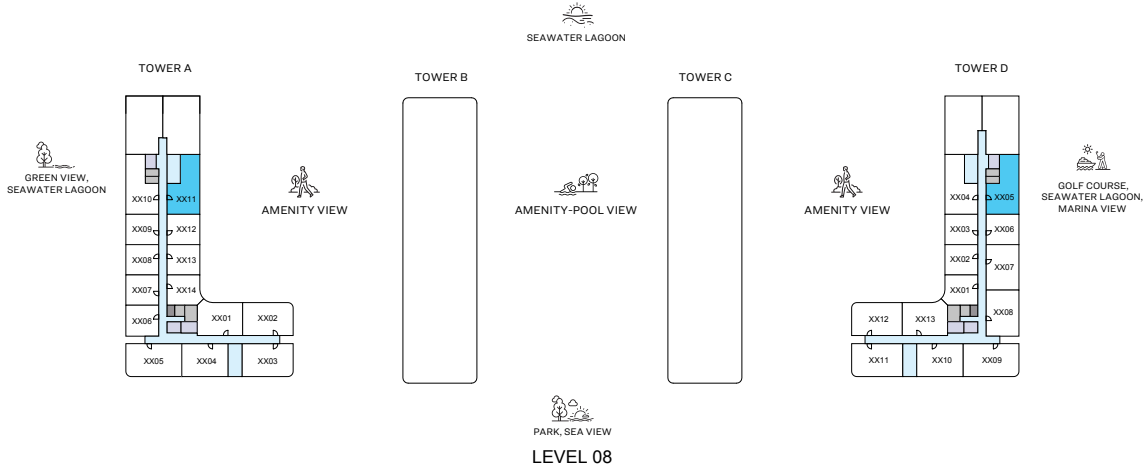 SEAWATER LAGOON
TOWER A
TOWER B
TOWER C
TOWER D
GREEN VIEW,
SEAWATER LAGOON
AMENITY VIEW
AMENITY-POOL VIEW
AMENITY VIEW
GOLF COURSE,
SEAWATER LAGOON,
MARINA VIEW
XX10 XX11
XX09 XX12
XX08 XX13
XX07 XX14
XX06 XX01 XX02
XX05 XX04 XX03
XX04 XX05
XX03 XX06
XX02 XX07
XX01 XX08
XX12 XX13
XX11 XX10 XX09
PARK, SEA VIEW
LEVEL 08